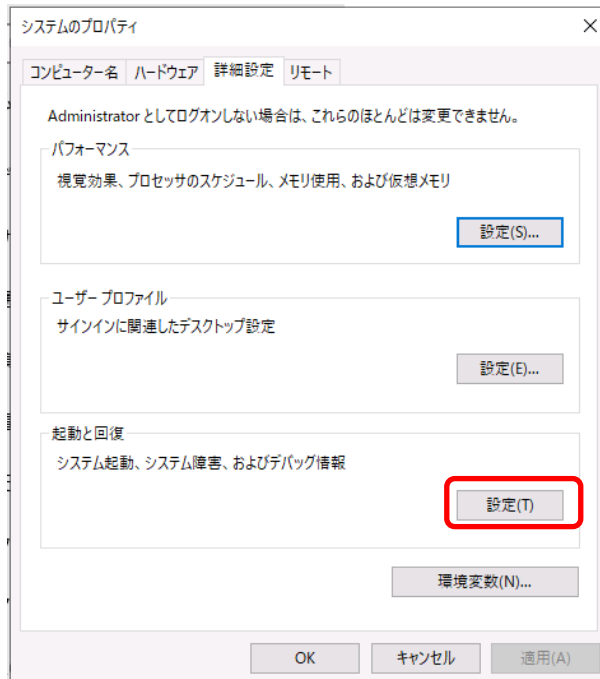 システムのプロパティ
コンピューター名 ハードウェア 詳細設定 リモート
Administrator としてログオンしない場合は、これらのほとんどは変更できません。
パフォーマンス
視覚効果、プロセッサのスケジュール、メモリ使用、および仮想メモリ
設定(S)...
ユーザー プロファイル
サインインに関連したデスクトップ設定
設定(E)...
起動と回復
システム起動、システム障害、およびデバッグ情報
設定(T)
環境変数(N)...
OK キャンセル 適用(A)